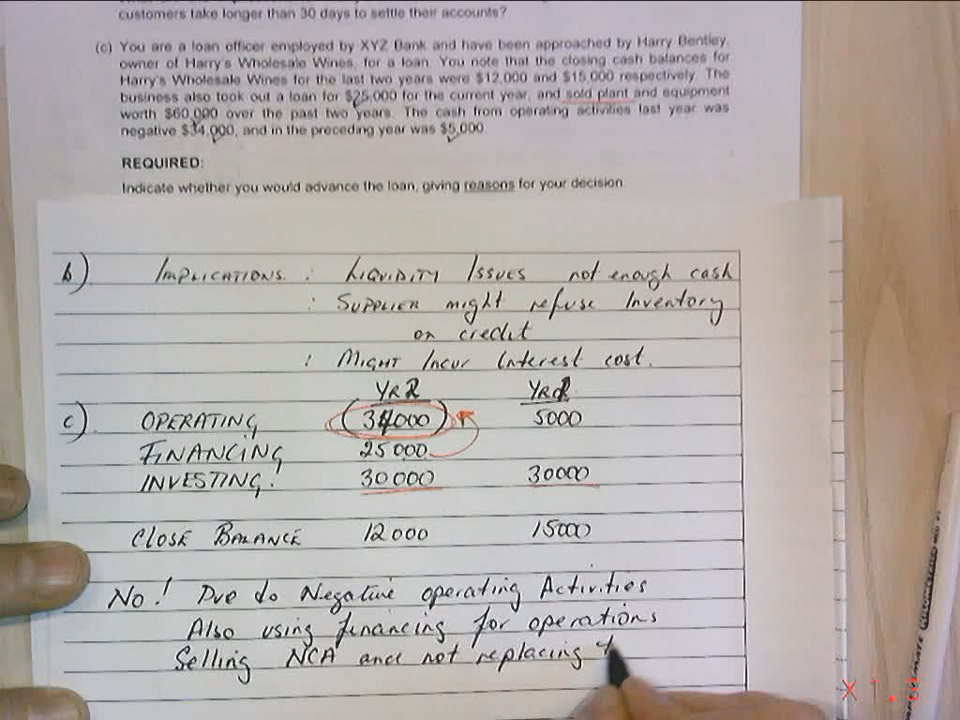 customers take longer than 30 days to settle their accounts?
(c) You are a loan officer employed by XYZ Bank and have been approached by Harry Bentley,
owner of Harry's Wholesale Wines, for a loan. You note that the closing cash balances for
Harry's Wholesale Wines for the last two years were $12,000 and $15,000 respectively. The
business also took out a loan for $25,000 for the current year, and sold plant and equipment
worth $60,000 over the past two years. The cash from operating activities last year was
negative $34,000, and in the preceding year was $5,000.
REQUIRED:
Indicate whether you would advance the loan, giving reasons for your decision.
b) IMPLICATIONS : LIQUIDITY ISSUES not enough cash
: SUPPLIER might refuse Inventory
on credit
: MIGHT INCUR Interest cost.
YR2 YR1
c) OPERATING (34000) 5000
FINANCING 25000
INVESTING: 30000 30000
CLOSE BALANCE 12000 15000
No! Due to Negative operating Activities
Also using financing for operations
Selling NCA and not replacing